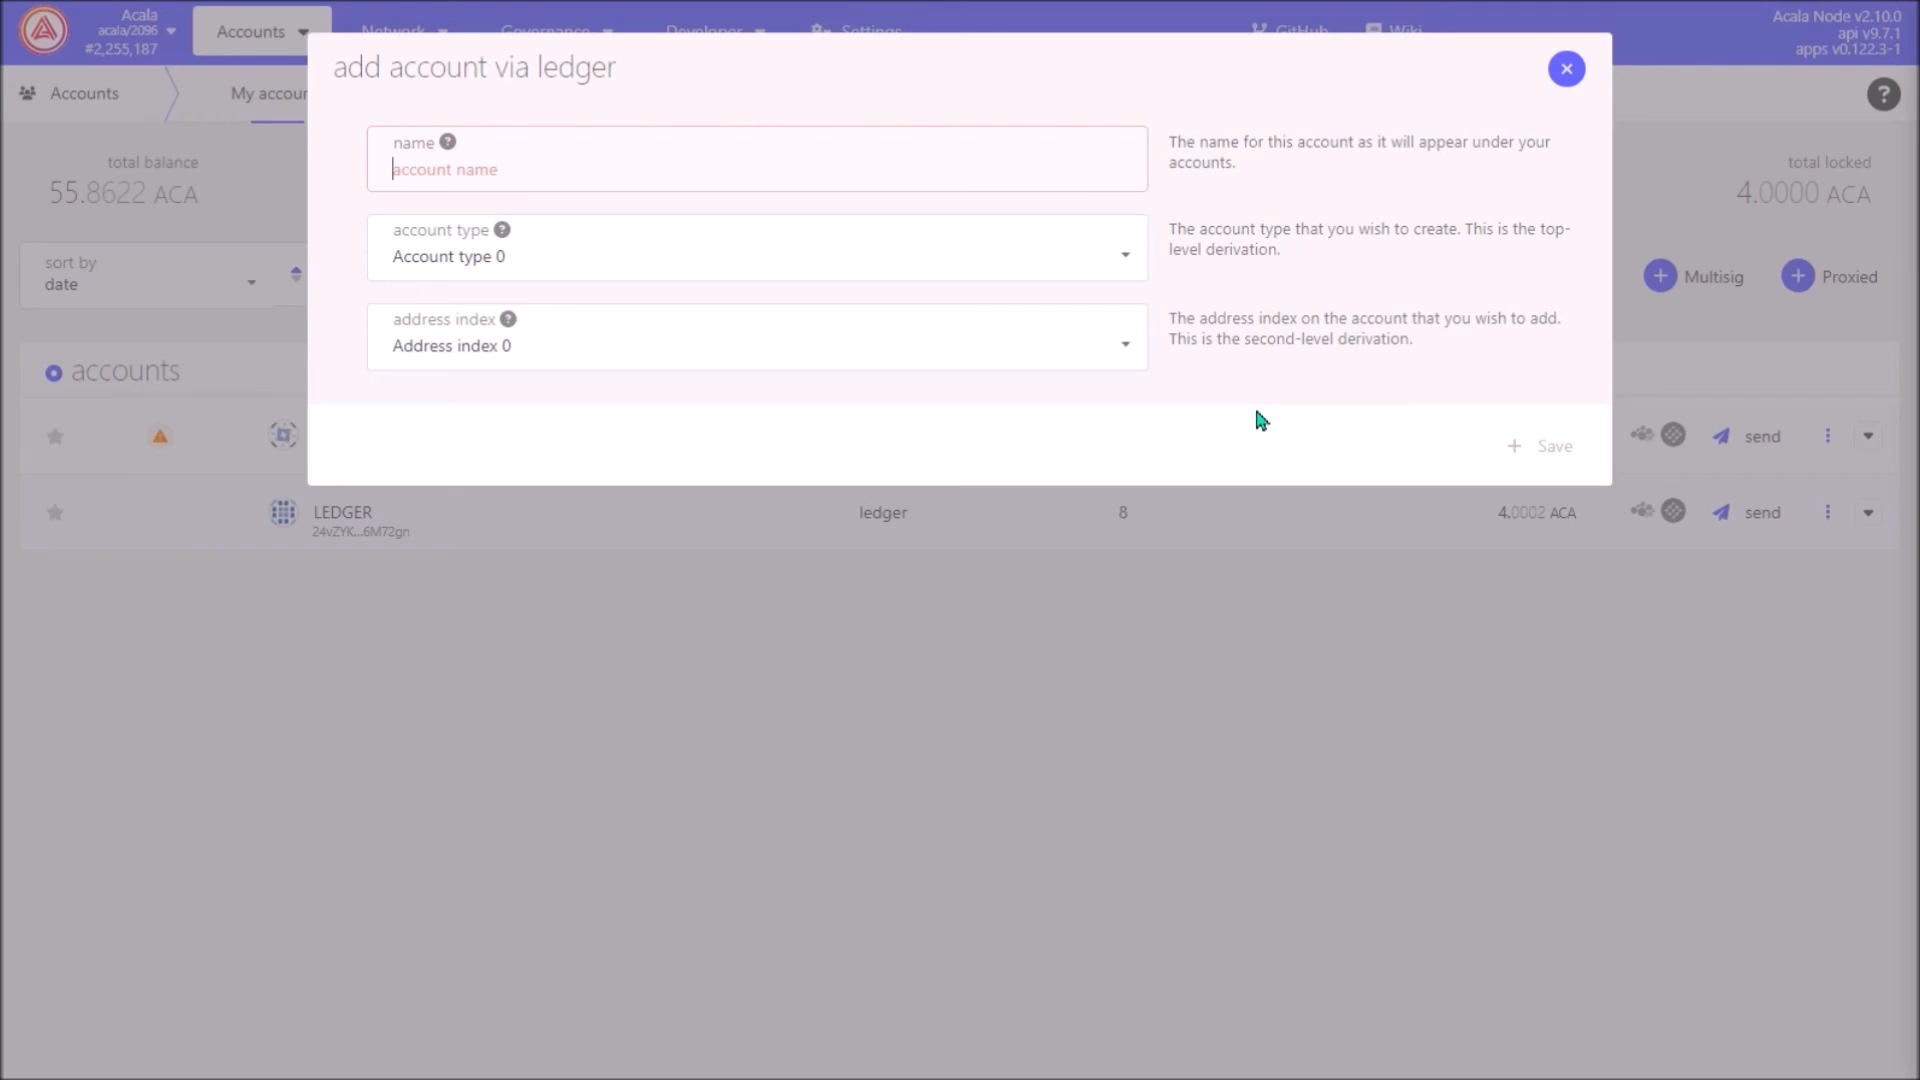 Acala
acala/2096
#2,255,187
Accounts
Network
Governance
Developer
Settings
GitHub
Wiki
Acala Node v2.10.0
api v9.7.1
apps v0.122.3-1
Accounts
My accour
add account via ledger
name
account name
The name for this account as it will appear under your
accounts.
account type
Account type 0
The account type that you wish to create. This is the top-
level derivation.
address index
Address index 0
The address index on the account that you wish to add.
This is the second-level derivation.
+ Save
total balance
55.8622 ACA
total locked
4.0000 ACA
sort by
date
Multisig
Proxied
accounts
send
LEDGER
24vZYK...6M72gn
ledger
8
4.0002 ACA
send